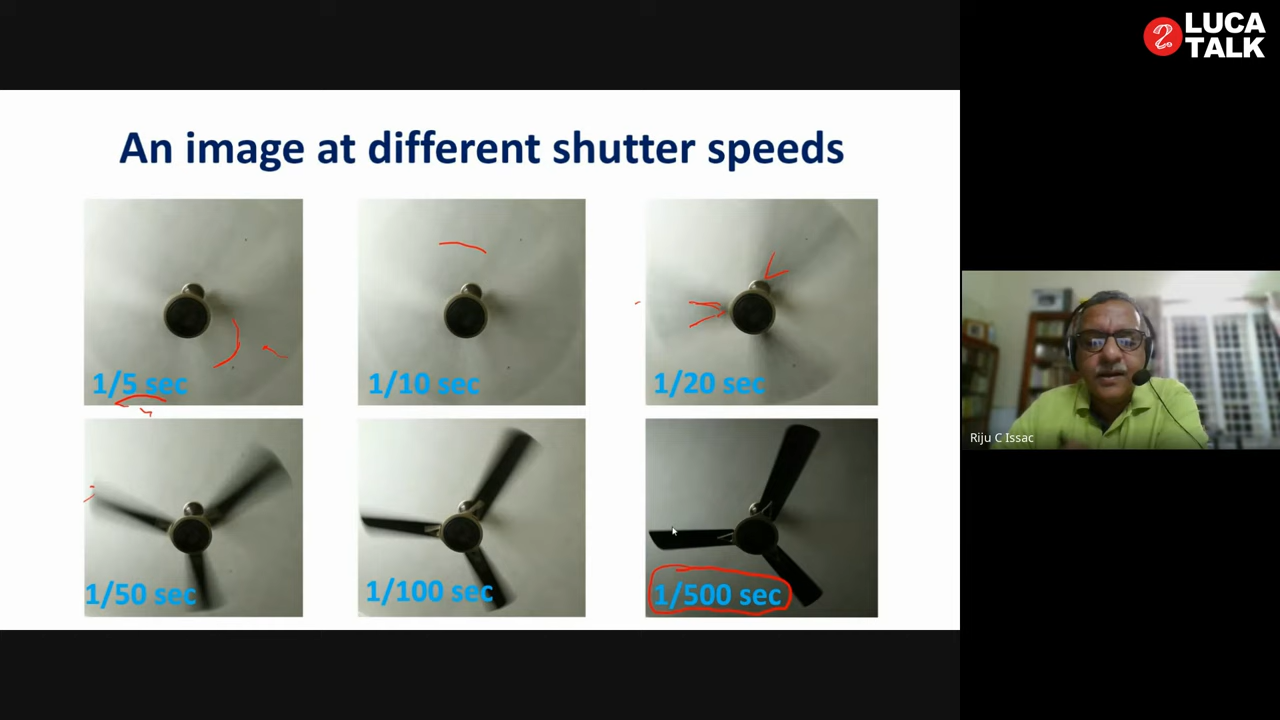 LUCA
TALK
An image at different shutter speeds
1/5 sec
1/10 sec
1/20 sec
1/50 sec
1/100 sec
1/500 sec
Riju C Issac